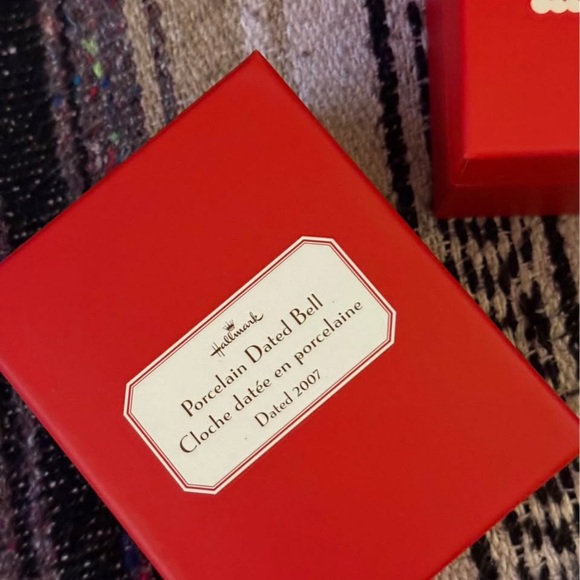 Hallmark
Porcelain Dated Bell
Cloche datée en porcelaine
Dated 2007